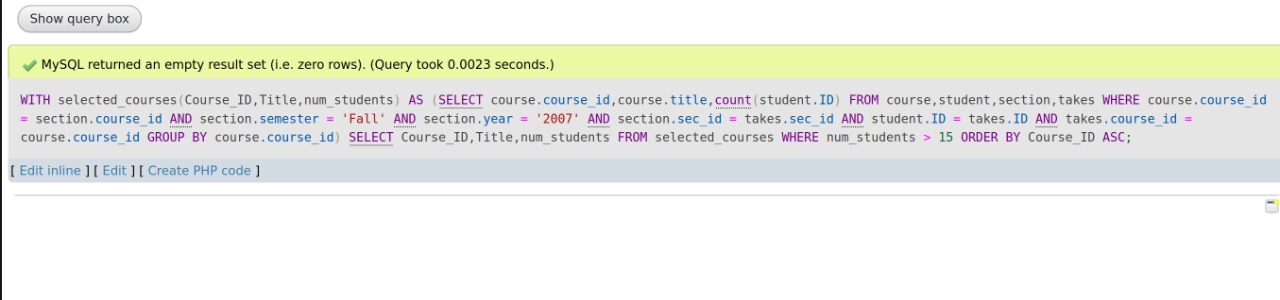 Show query box
MySQL returned an empty result set (i.e. zero rows). (Query took 0.0023 seconds.)
WITH selected_courses(Course_ID,Title,num_students) AS (SELECT course.course_id,course.title,count(student.ID) FROM course,student,section,takes WHERE course.course_id
= section.course_id AND section.semester = 'Fall' AND section.year = '2007' AND section.sec_id = takes.sec_id AND student.ID = takes.ID AND takes.course_id =
course.course_id GROUP BY course.course_id) SELECT Course_ID,Title,num_students FROM selected_courses WHERE num_students > 15 ORDER BY Course_ID ASC;
[ Edit inline ] [ Edit ] [ Create PHP code ]